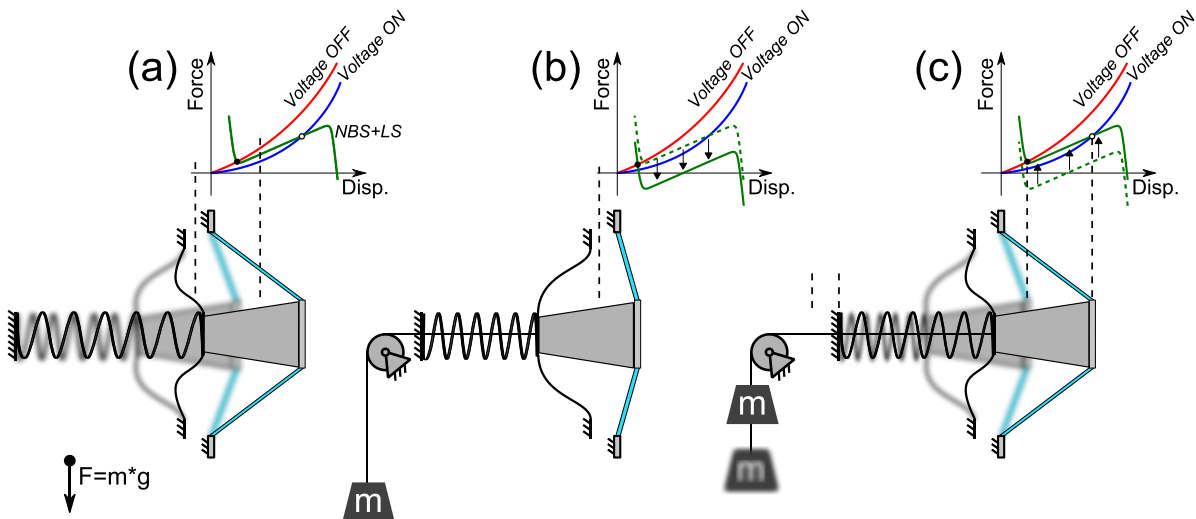 (a)
Force
Voltage OFF
Voltage ON
NBS+LS
Disp.
(b)
Force
Voltage OFF
Voltage ON
Disp.
(c)
Force
Voltage OFF
Voltage ON
Disp.
F=m*g
m
m
m